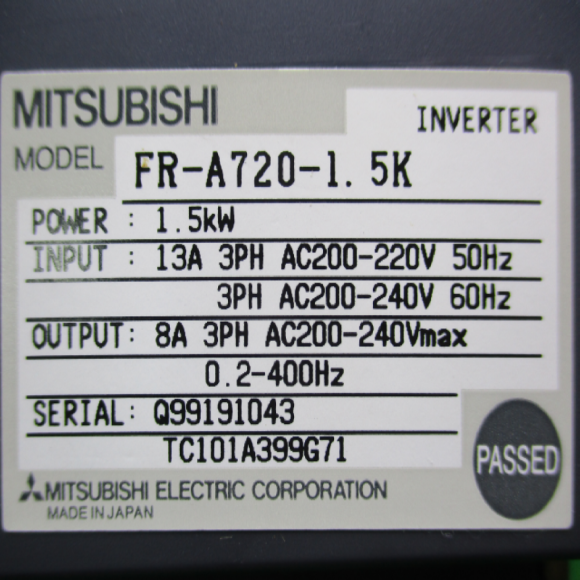 MITSUBISHI
INVERTER
MODEL FR-A720-1.5K
POWER : 1.5kW
INPUT : 13A 3PH AC200-220V 50Hz
3PH AC200-240V 60Hz
OUTPUT: 8A 3PH AC200-240Vmax
0.2-400Hz
SERIAL: Q99191043
TC101A399G71
PASSED
MITSUBISHI ELECTRIC CORPORATION
MADE IN JAPAN